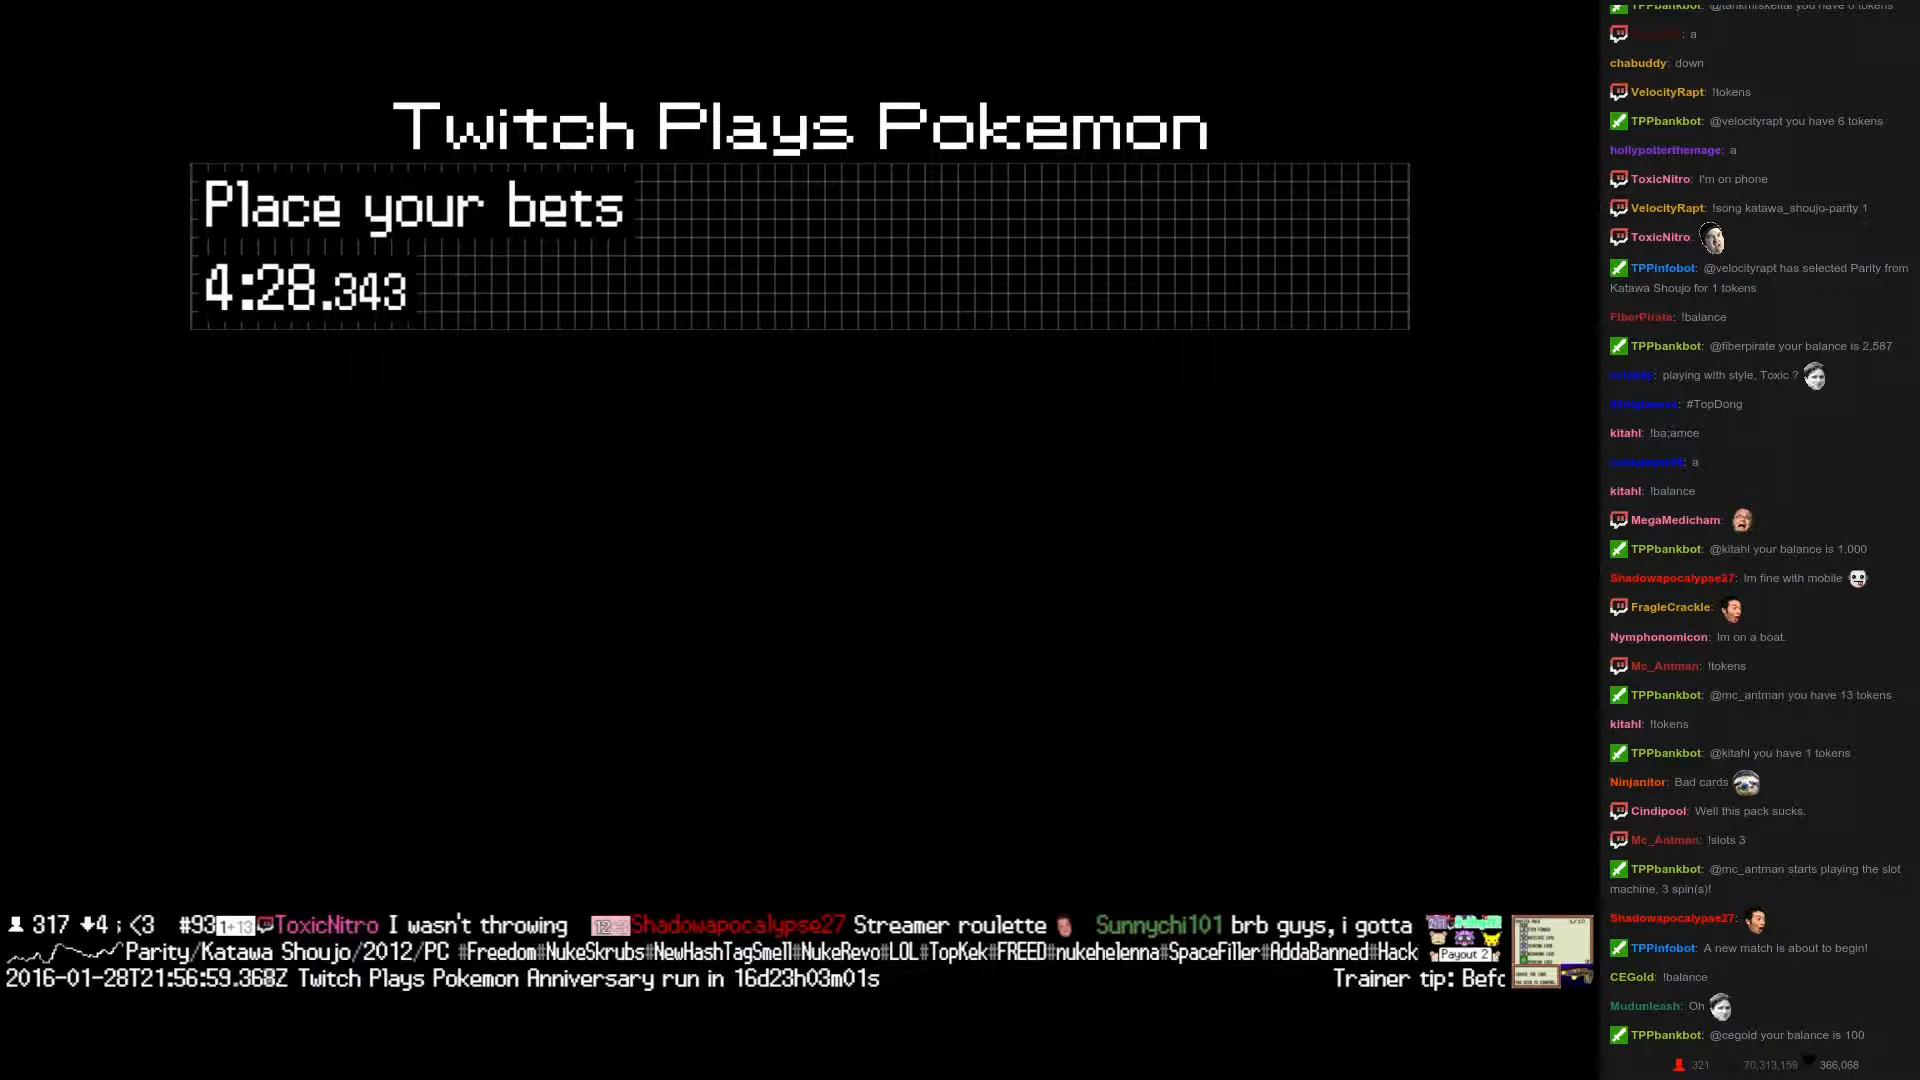 Twitch Plays Pokemon
Place your bets
4:28.343
317 4 ; <3 #93 1+13 ToxicNitro I wasn't throwing Shadowapocalypse27 Streamer roulette Sunnychi101 brb guys, i gotta
Parity/Katawa Shoujo/2012/PC #Freedom#NukeSkrubs#NewHashTagSmell#NukeRevo#LOL#TopKek#FREED#nukehelenna#SpaceFiller#AddaBanned#Hack
Payout 2
2016-01-28T21:56:59.368Z Twitch Plays Pokemon Anniversary run in 16d23h03m01s
Trainer tip: Befo
: a
chabuddy: down
VelocityRapt: !tokens
TPPbankbot: @velocityrapt you have 6 tokens
hollypotterthemage: a
ToxicNitro: I'm on phone
VelocityRapt: !song katawa_shoujo-parity 1
ToxicNitro:
TPPInfobot: @velocityrapt has selected Parity from
Katawa Shoujo for 1 tokens
FiberPirate: !balance
TPPbankbot: @fiberpirate your balance is 2,587
: playing with style, Toxic ?
: #TopDong
kitahl: !ba;amce
: a
kitahl: !balance
MegaMedicham:
TPPbankbot: @kitahl your balance is 1,000
Shadowapocalypse27: Im fine with mobile
FragleCrackle:
Nymphonomicon: Im on a boat.
Mc_Antman: !tokens
TPPbankbot: @mc_antman you have 13 tokens
kitahl: !tokens
TPPbankbot: @kitahl you have 1 tokens
Ninjanitor: Bad cards
Cindipool: Well this pack sucks.
Mc_Antman: !slots 3
TPPbankbot: @mc_antman starts playing the slot
machine, 3 spin(s)!
Shadowapocalypse27:
TPPInfobot: A new match is about to begin!
CEGold: !balance
Mudunleash: Oh
TPPbankbot: @cegold your balance is 100
321 70,313,159 366,068